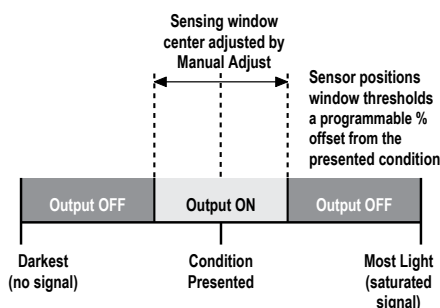 Sensing window
center adjusted by
Manual Adjust
Sensor positions
window thresholds
a programmable %
offset from the
presented condition
Output OFF
Output ON
Output OFF
Darkest
(no signal)
Condition
Presented
Most Light
(saturated
signal)